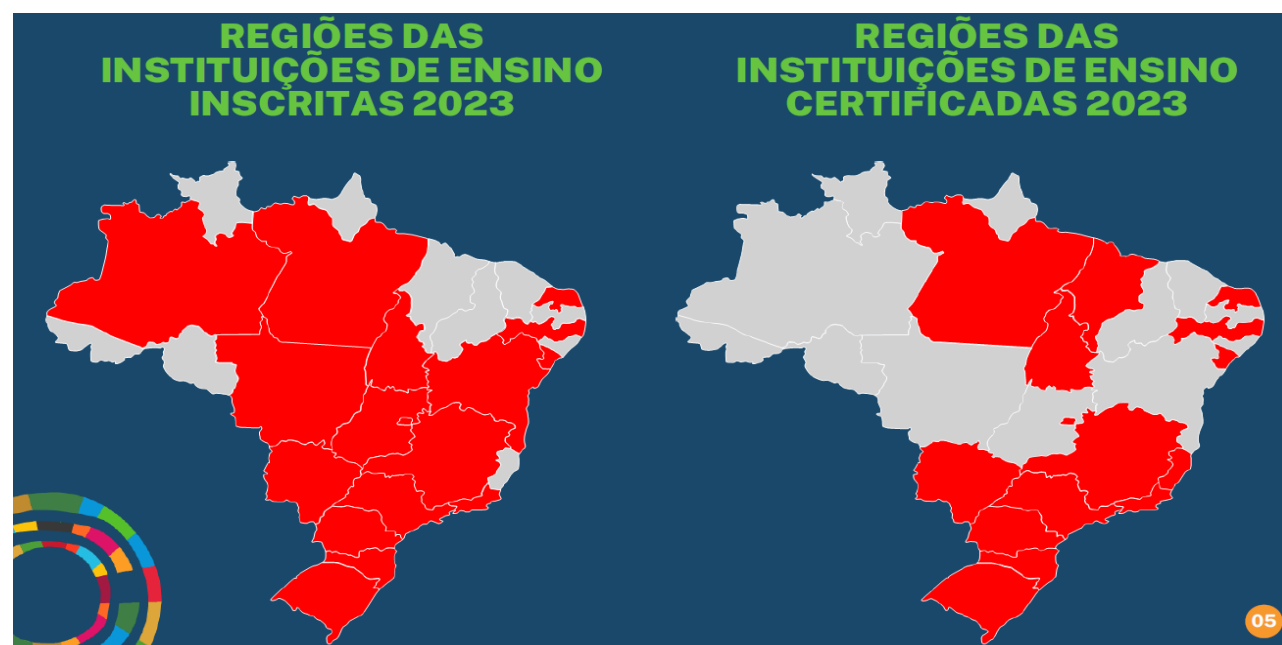 REGIÕES DAS
INSTITUIÇÕES DE ENSINO
INSCRITAS 2023
REGIÕES DAS
INSTITUIÇÕES DE ENSINO
CERTIFICADAS 2023
05